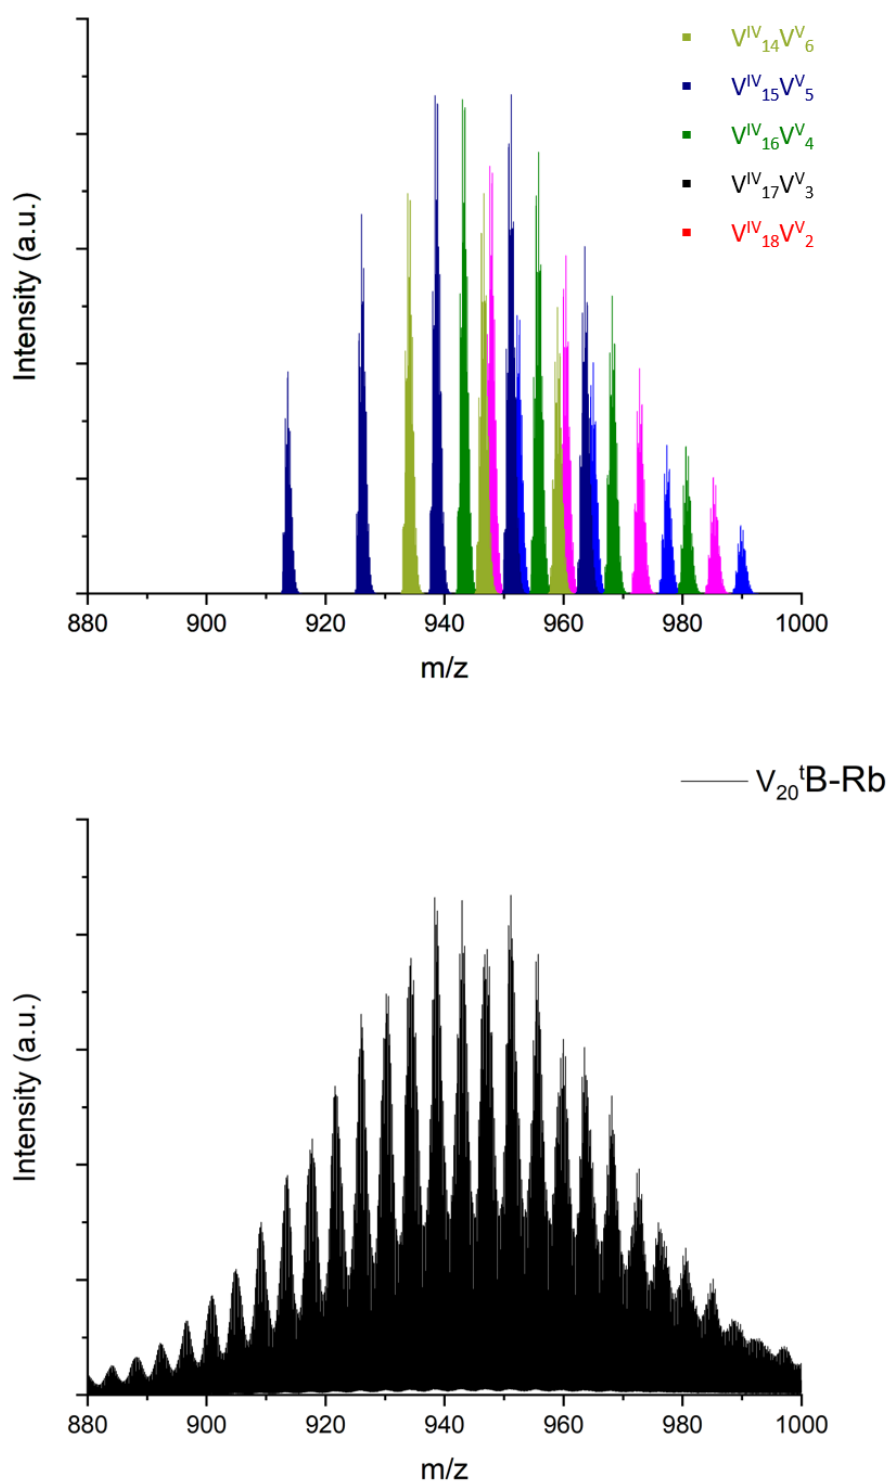 V^IV_14V^V_6
V^IV_15V^V_5
V^IV_16V^V_4
V^IV_17V^V_3
V^IV_18V^V_2
Intensity (a.u.)
880 900 920 940 960 980 1000
m/z
V_20^tB-Rb
Intensity (a.u.)
880 900 920 940 960 980 1000
m/z